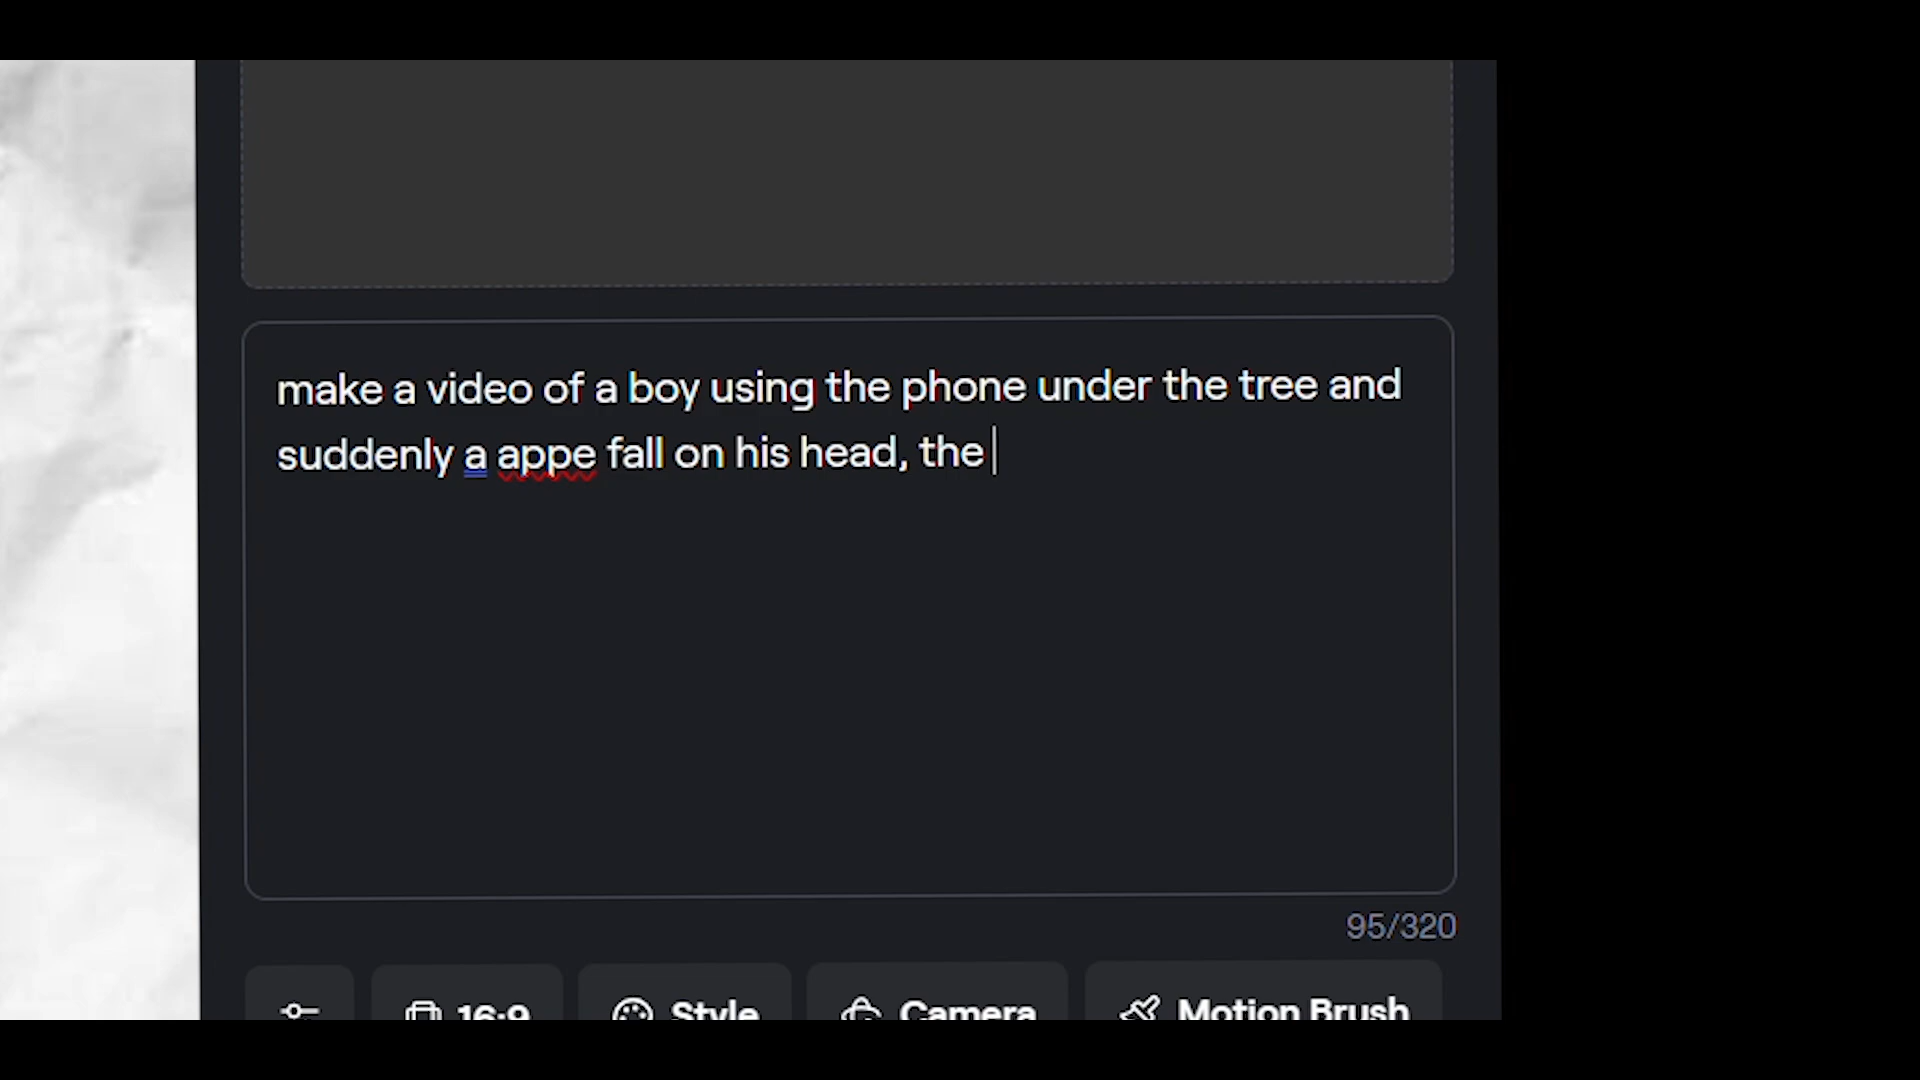 make a video of a boy using the phone under the tree and
suddenly a appe fall on his head, the
95/320
16:9 Style Camera Motion Brush